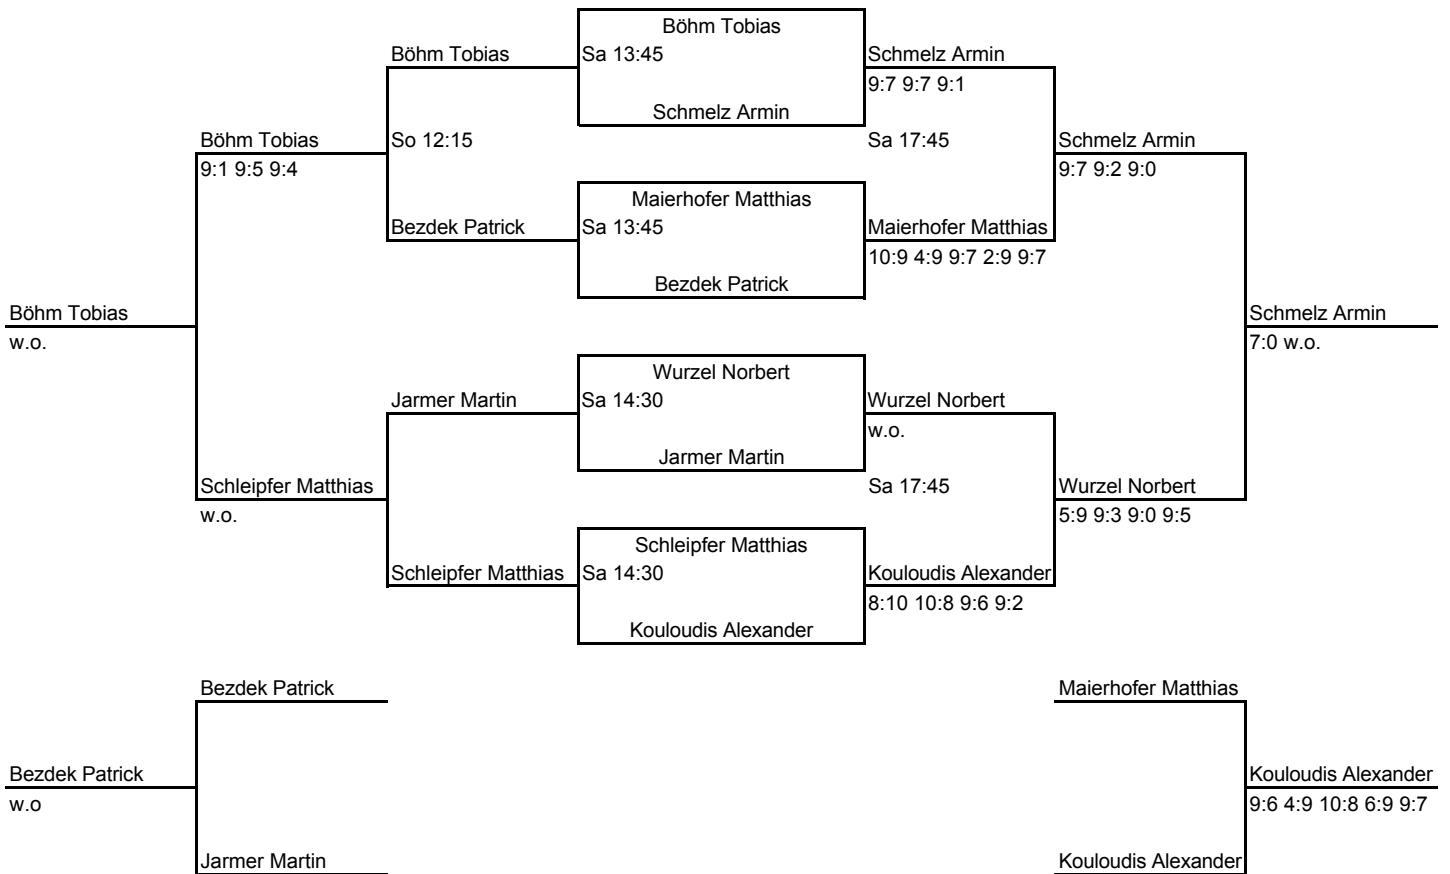 Böhm Tobias
Böhm Tobias Sa 13:45 Schmelz Armin
9:7 9:7 9:1
Schmelz Armin
Böhm Tobias So 12:15 Sa 17:45 Schmelz Armin
9:1 9:5 9:4 9:7 9:2 9:0
Maierhofer Matthias
Bezdek Patrick Sa 13:45 Maierhofer Matthias
10:9 4:9 9:7 2:9 9:7
Bezdek Patrick
Böhm Tobias Schmelz Armin
w.o. 7:0 w.o.
Wurzel Norbert
Jarmer Martin Sa 14:30 Wurzel Norbert
w.o.
Jarmer Martin
Schleipfer Matthias Sa 17:45 Wurzel Norbert
w.o. 5:9 9:3 9:0 9:5
Schleipfer Matthias
Schleipfer Matthias Sa 14:30 Kouloudis Alexander
8:10 10:8 9:6 9:2
Kouloudis Alexander
Bezdek Patrick Maierhofer Matthias
Bezdek Patrick Kouloudis Alexander
w.o 9:6 4:9 10:8 6:9 9:7
Jarmer Martin Kouloudis Alexander